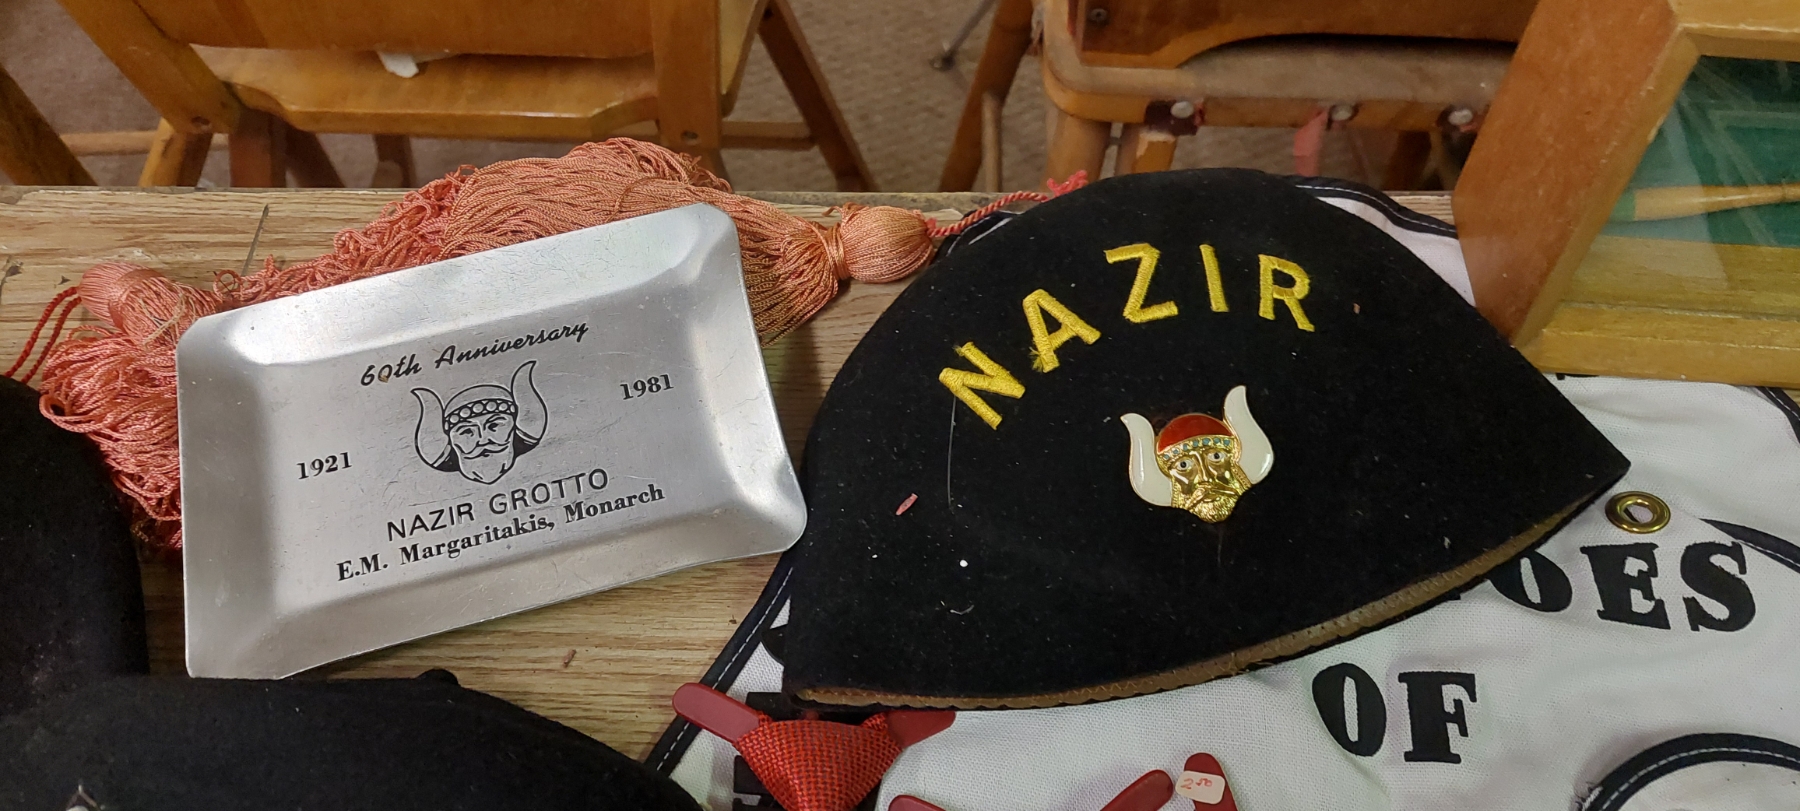 60th Anniversary
1921
1981
NAZIR GROTTO
E.M. Margaritakis, Monarch
NAZIR
OES
OF